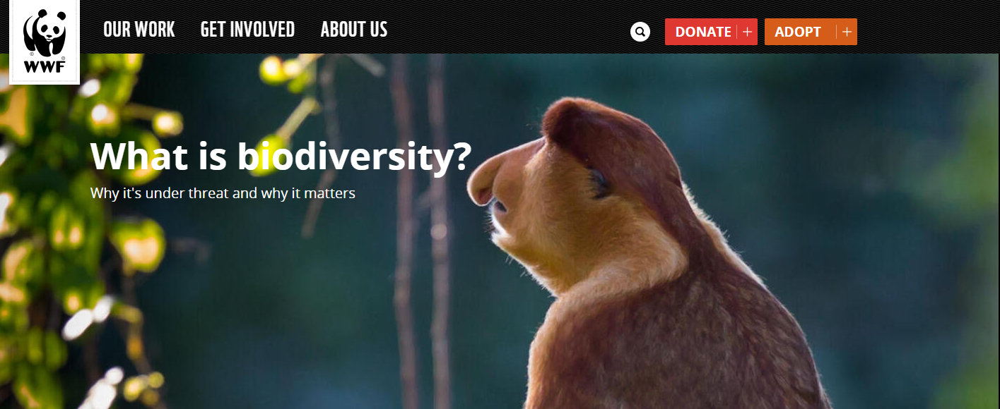 OUR WORK GET INVOLVED ABOUT US DONATE + ADOPT +
© ®
WWF
What is biodiversity?
Why it's under threat and why it matters